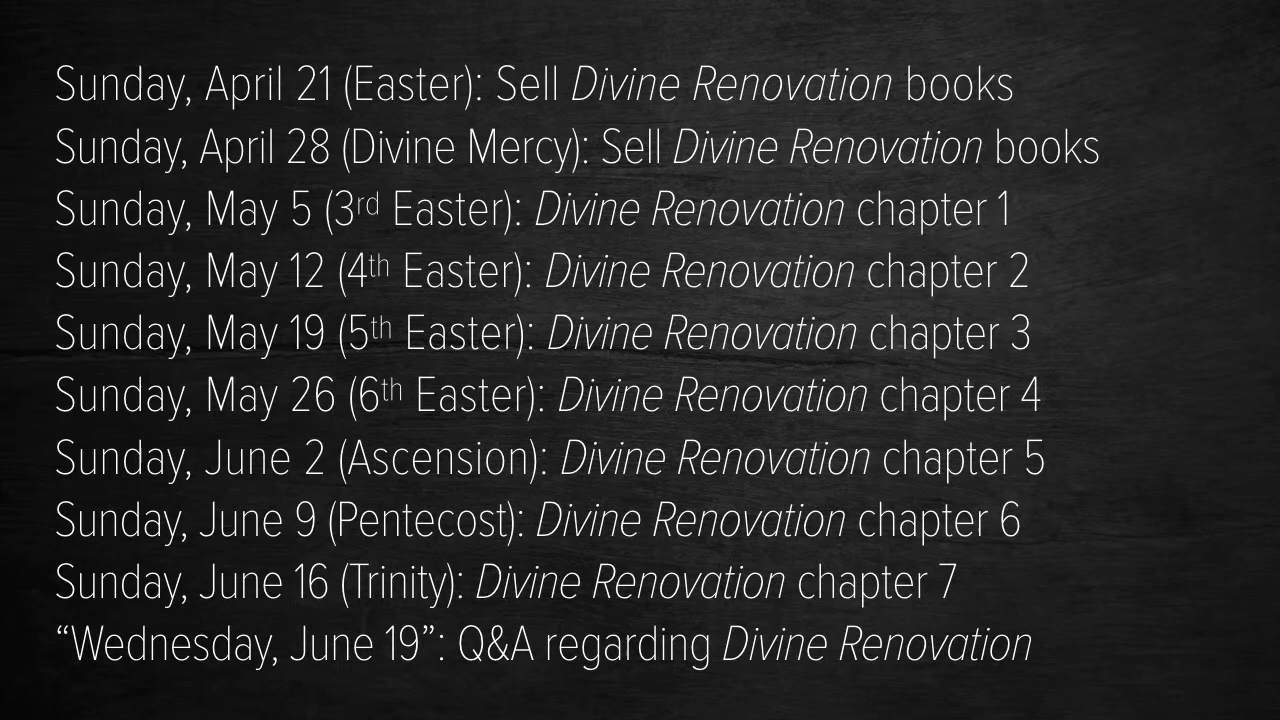 Sunday, April 21 (Easter): Sell Divine Renovation books
Sunday, April 28 (Divine Mercy): Sell Divine Renovation books
Sunday, May 5 (3rd Easter): Divine Renovation chapter 1
Sunday, May 12 (4th Easter): Divine Renovation chapter 2
Sunday, May 19 (5th Easter): Divine Renovation chapter 3
Sunday, May 26 (6th Easter): Divine Renovation chapter 4
Sunday, June 2 (Ascension): Divine Renovation chapter 5
Sunday, June 9 (Pentecost): Divine Renovation chapter 6
Sunday, June 16 (Trinity): Divine Renovation chapter 7
“Wednesday, June 19”: Q&A regarding Divine Renovation